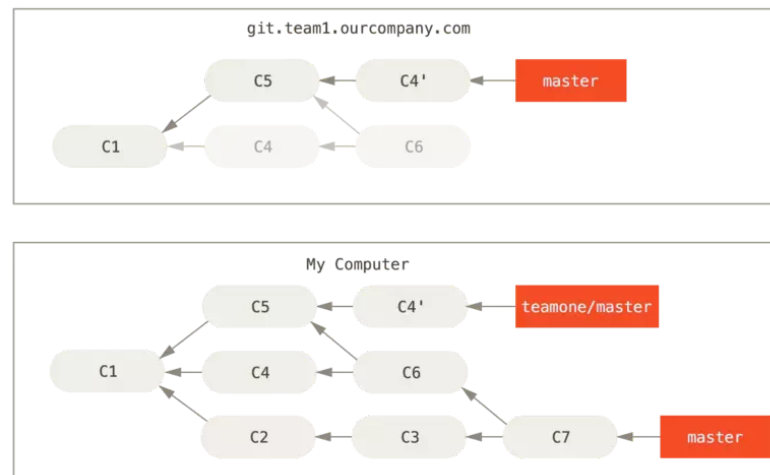 git.team1.ourcompany.com
C5 C4' master
C1 C4 C6
My Computer
C5 C4' teamone/master
C1 C4 C6
C2 C3 C7 master